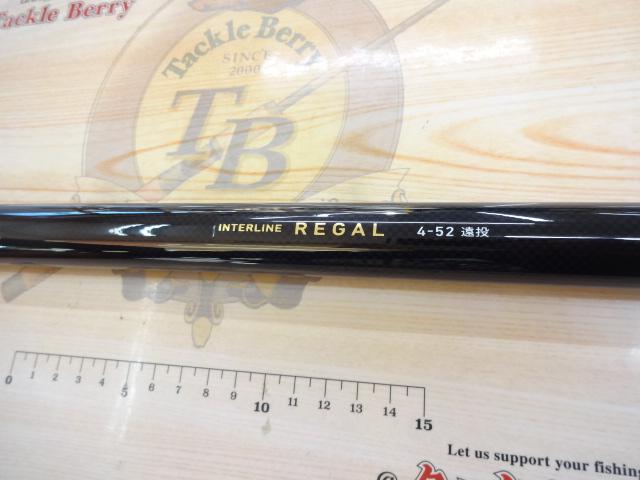 Tackle Berry
Tackle Berry
SINCE
2000
TB
INTERLINE REGAL 4-52 遠投
0 1 2 3 4 5 6 7 8 9 10 11 12 13 14 15
Let us support your fishing